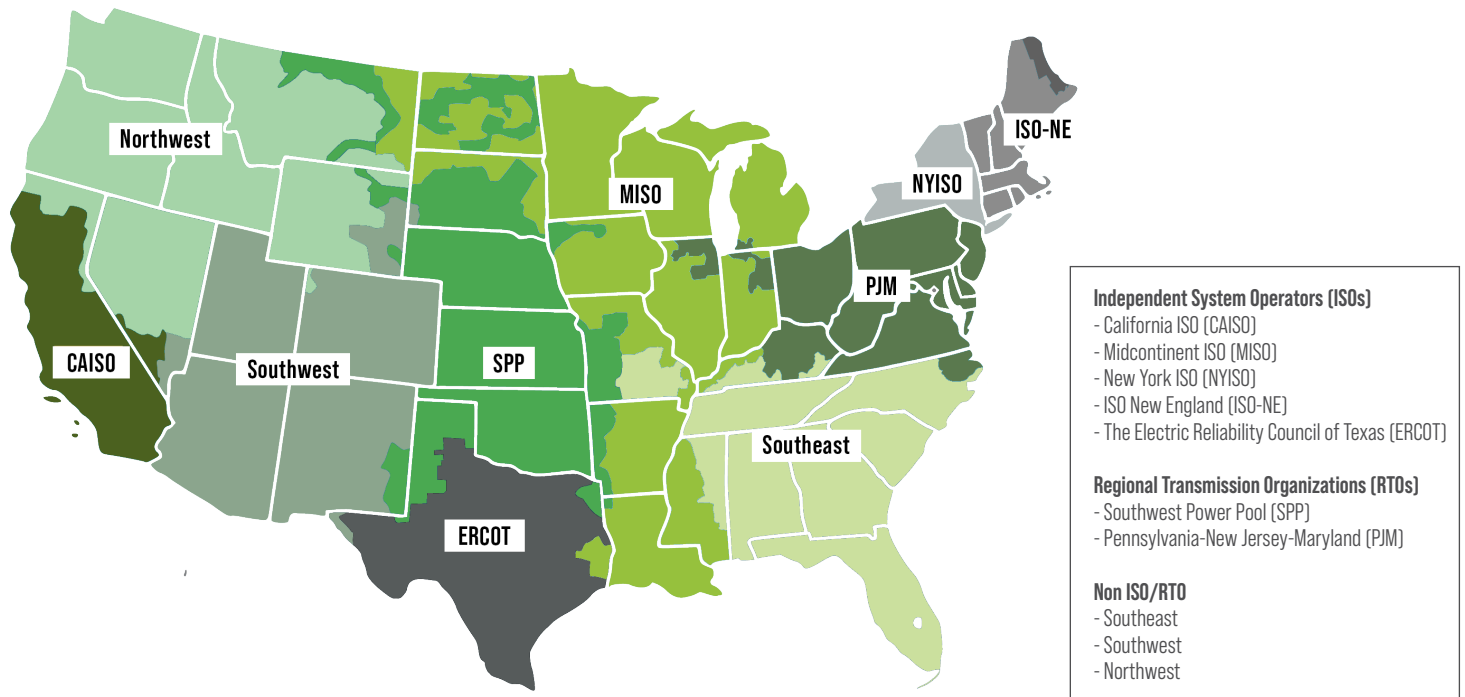 Northwest
ISO-NE
NYISO
MISO
PJM
CAISO
Southwest
SPP
Southeast
ERCOT
Independent System Operators (ISOs)
- California ISO (CAISO)
- Midcontinent ISO (MISO)
- New York ISO (NYISO)
- ISO New England (ISO-NE)
- The Electric Reliability Council of Texas (ERCOT)
Regional Transmission Organizations (RTOs)
- Southwest Power Pool (SPP)
- Pennsylvania-New Jersey-Maryland (PJM)
Non ISO/RTO
- Southeast
- Southwest
- Northwest